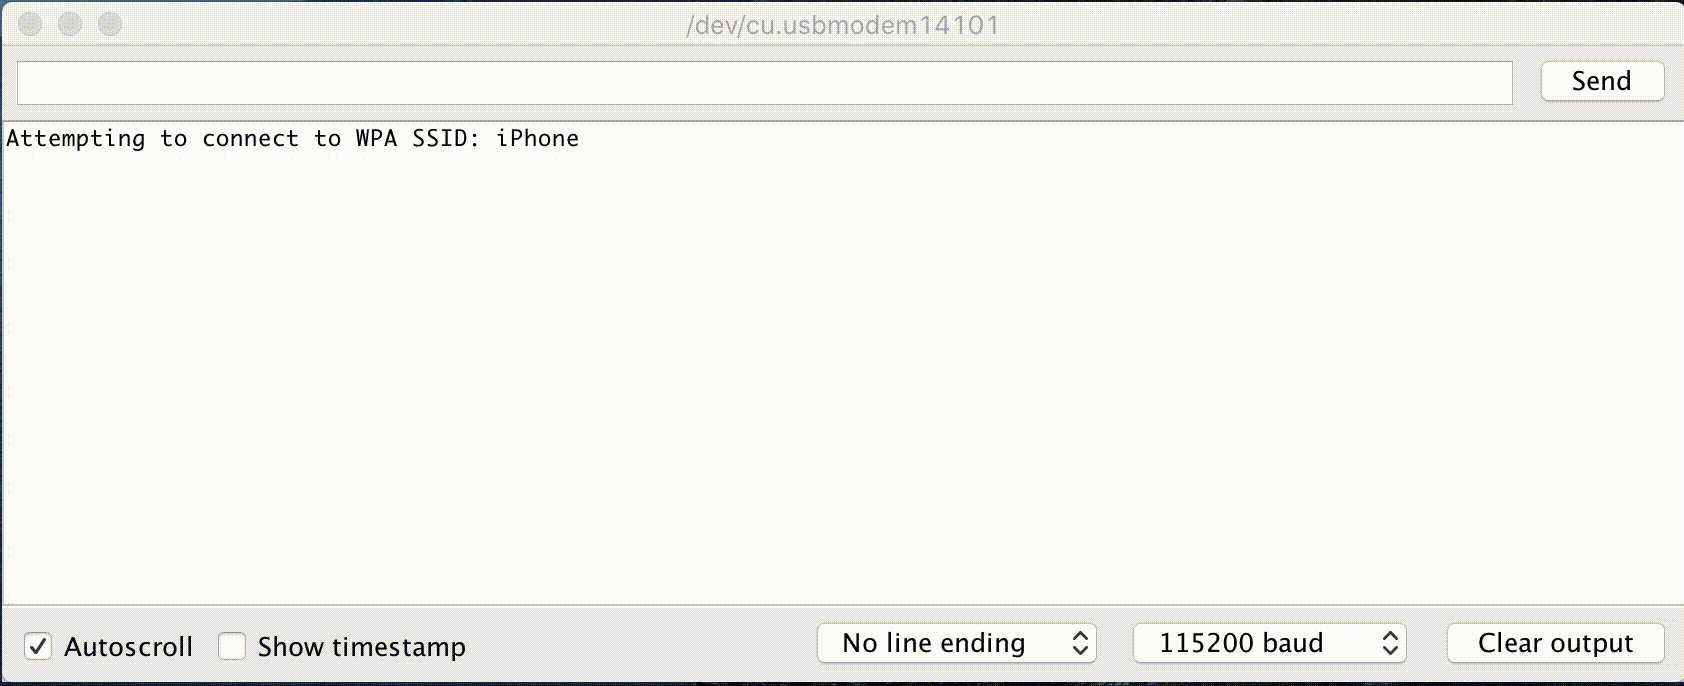 /dev/cu.usbmodem14101
Send
Attempting to connect to WPA SSID: iPhone
Autoscroll Show timestamp No line ending 115200 baud Clear output